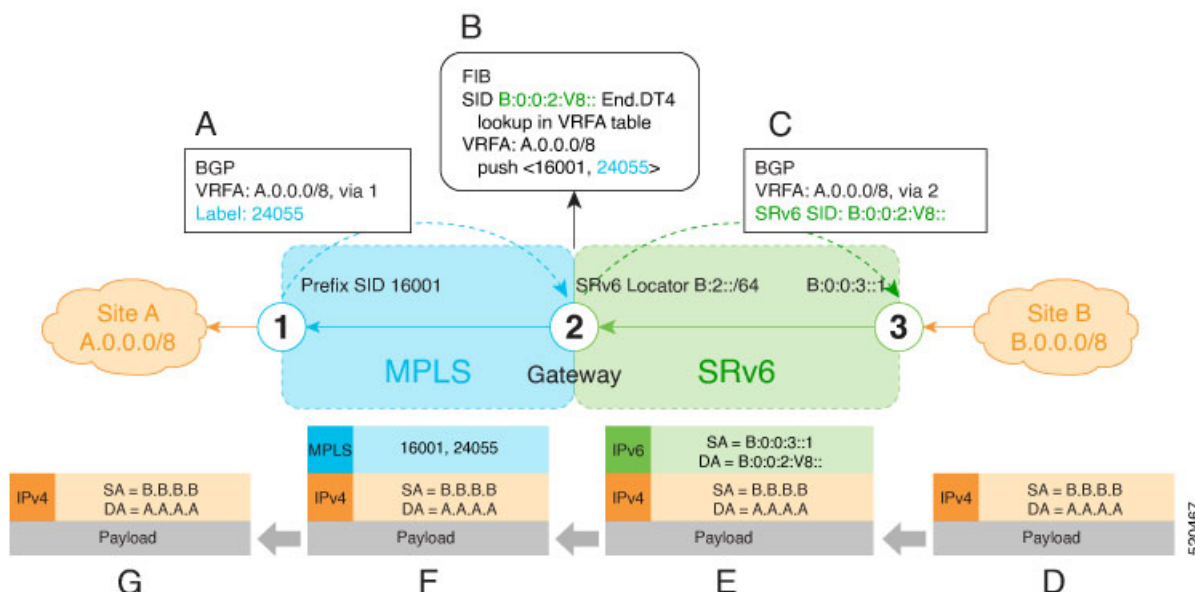 B
FIB
SID B:0:0:2:V8:: End.DT4
lookup in VRFA table
VRFA: A.0.0.0/8
push <16001, 24055>
A
BGP
VRFA: A.0.0.0/8, via 1
Label: 24055
C
BGP
VRFA: A.0.0.0/8, via 2
SRv6 SID: B:0:0:2:V8::
Prefix SID 16001
SRv6 Locator B:2::/64
B:0:0:3::1
Site A
A.0.0.0/8
1
2
3
Site B
B.0.0.0/8
MPLS
Gateway
SRv6
MPLS
16001, 24055
IPv6
SA = B:0:0:3::1
DA = B:0:0:2:V8::
IPv4
SA = B.B.B.B
DA = A.A.A.A
IPv4
SA = B.B.B.B
DA = A.A.A.A
IPv4
SA = B.B.B.B
DA = A.A.A.A
IPv4
SA = B.B.B.B
DA = A.A.A.A
Payload
Payload
Payload
Payload
G
F
E
D
520467